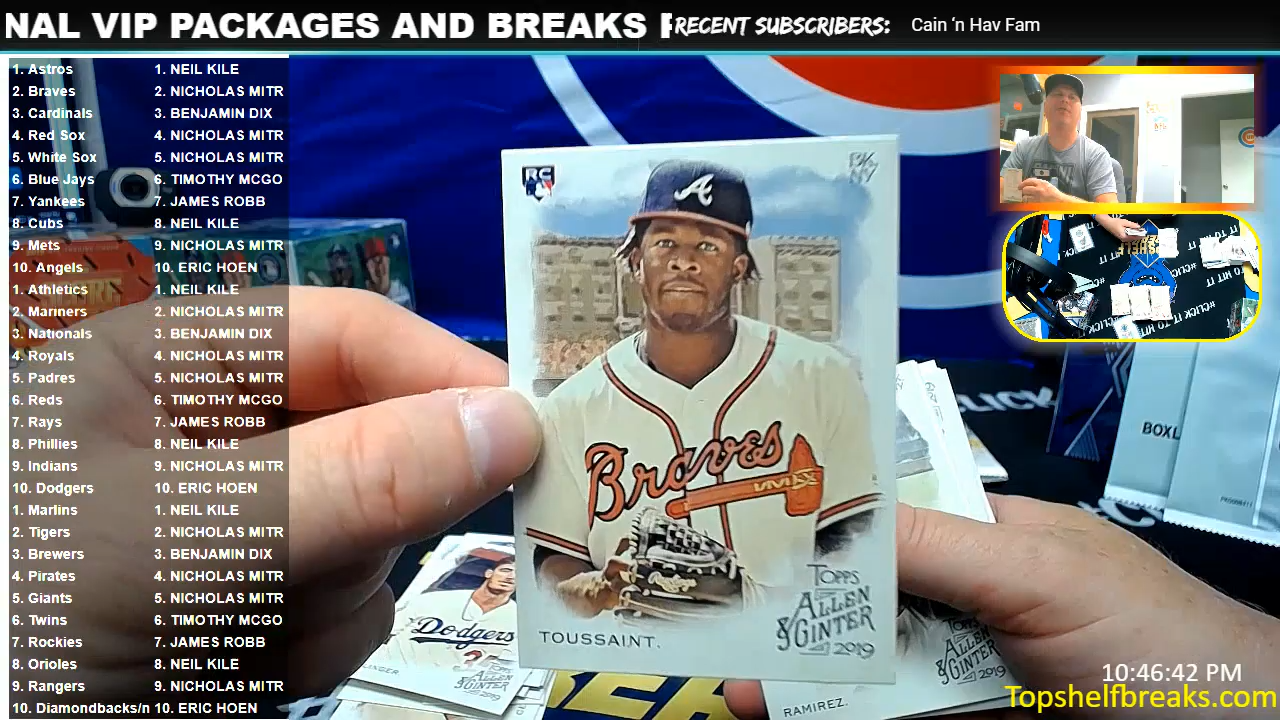 NAL VIP PACKAGES AND BREAKS
RECENT SUBSCRIBERS: Cain 'n Hav Fam
1. Astros 1. NEIL KILE
2. Braves 2. NICHOLAS MITR
3. Cardinals 3. BENJAMIN DIX
4. Red Sox 4. NICHOLAS MITR
5. White Sox 5. NICHOLAS MITR
6. Blue Jays 6. TIMOTHY MCGO
7. Yankees 7. JAMES ROBB
8. Cubs 8. NEIL KILE
9. Mets 9. NICHOLAS MITR
10. Angels 10. ERIC HOEN
1. Athletics 1. NEIL KILE
2. Mariners 2. NICHOLAS MITR
3. Nationals 3. BENJAMIN DIX
4. Royals 4. NICHOLAS MITR
5. Padres 5. NICHOLAS MITR
6. Reds 6. TIMOTHY MCGO
7. Rays 7. JAMES ROBB
8. Phillies 8. NEIL KILE
9. Indians 9. NICHOLAS MITR
10. Dodgers 10. ERIC HOEN
1. Marlins 1. NEIL KILE
2. Tigers 2. NICHOLAS MITR
3. Brewers 3. BENJAMIN DIX
4. Pirates 4. NICHOLAS MITR
5. Giants 5. NICHOLAS MITR
6. Twins 6. TIMOTHY MCGO
7. Rockies 7. JAMES ROBB
8. Orioles 8. NEIL KILE
9. Rangers 9. NICHOLAS MITR
10. Diamondbacks/n 10. ERIC HOEN
RC
A
Braves
Rawlings
TOUSSAINT.
TOPPS
ALLEN
& GINTER
2019
Dodgers
TOPPS
ALLEN
& GINTER
2019
RAMIREZ.
ALLEN
& GINTER
2019
SCORE
BOXL
10:46:42 PM
Topshelfbreaks.com